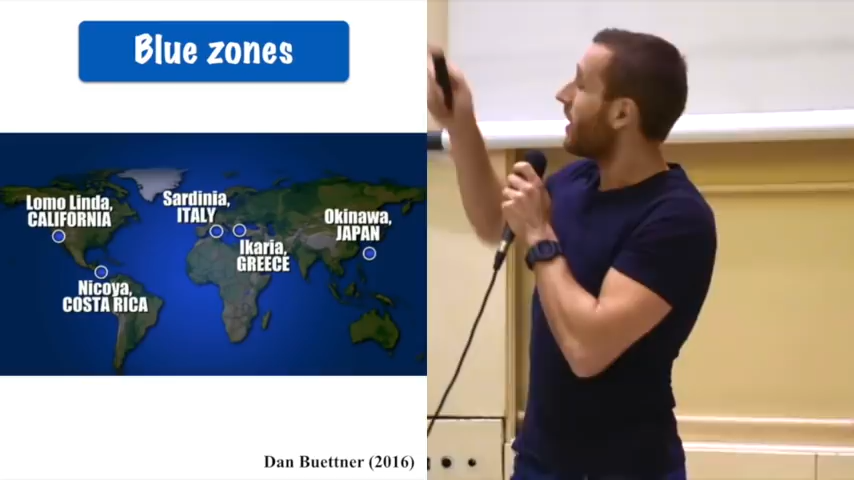 Blue zones
Lomo Linda,
CALIFORNIA
Sardinia,
ITALY
Ikaria,
GREECE
Okinawa,
JAPAN
Nicoya,
COSTA RICA
Dan Buettner (2016)